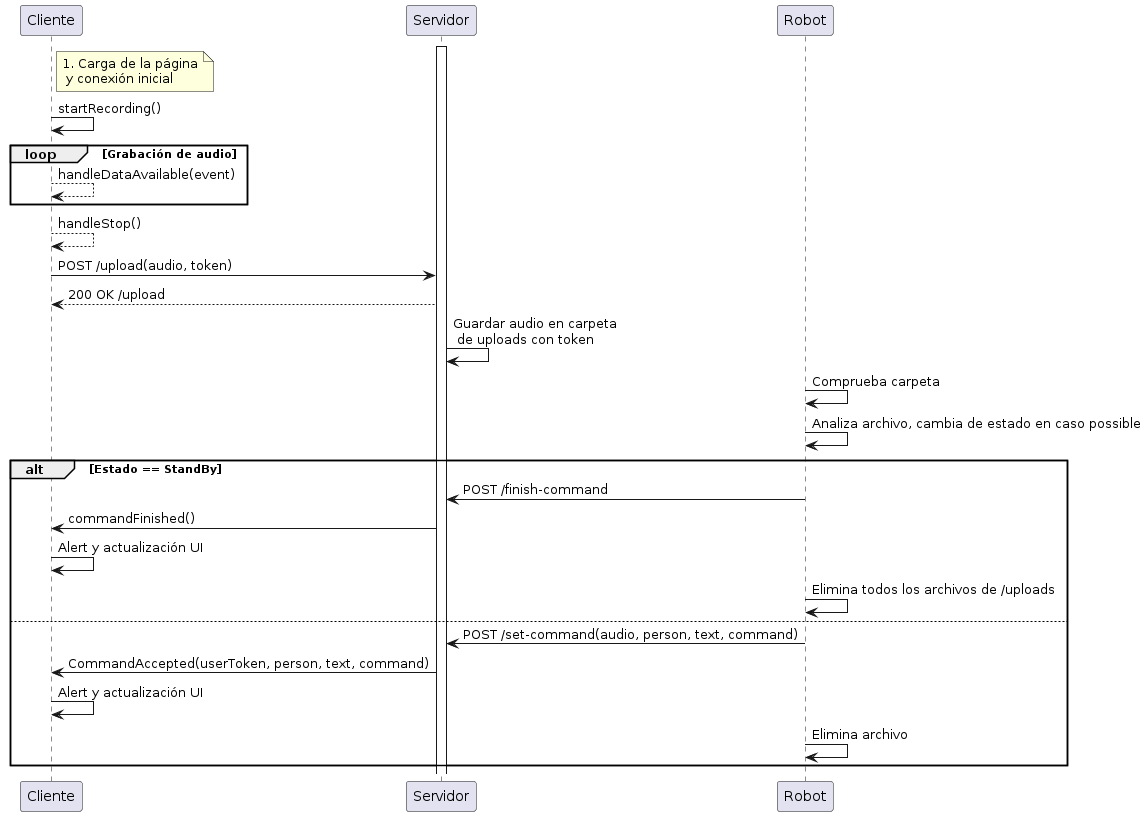 Cliente
Servidor
Robot
1. Carga de la página
y conexión inicial
startRecording()
loop
[Grabación de audio]
handleDataAvailable(event)
handleStop()
POST /upload(audio, token)
200 OK /upload
Guardar audio en carpeta
de uploads con token
Comprueba carpeta
Analiza archivo, cambia de estado en caso possible
alt
[Estado == StandBy]
POST /finish-command
commandFinished()
Alert y actualización UI
Elimina todos los archivos de /uploads
POST /set-command(audio, person, text, command)
CommandAccepted(userToken, person, text, command)
Alert y actualización UI
Elimina archivo
Cliente
Servidor
Robot